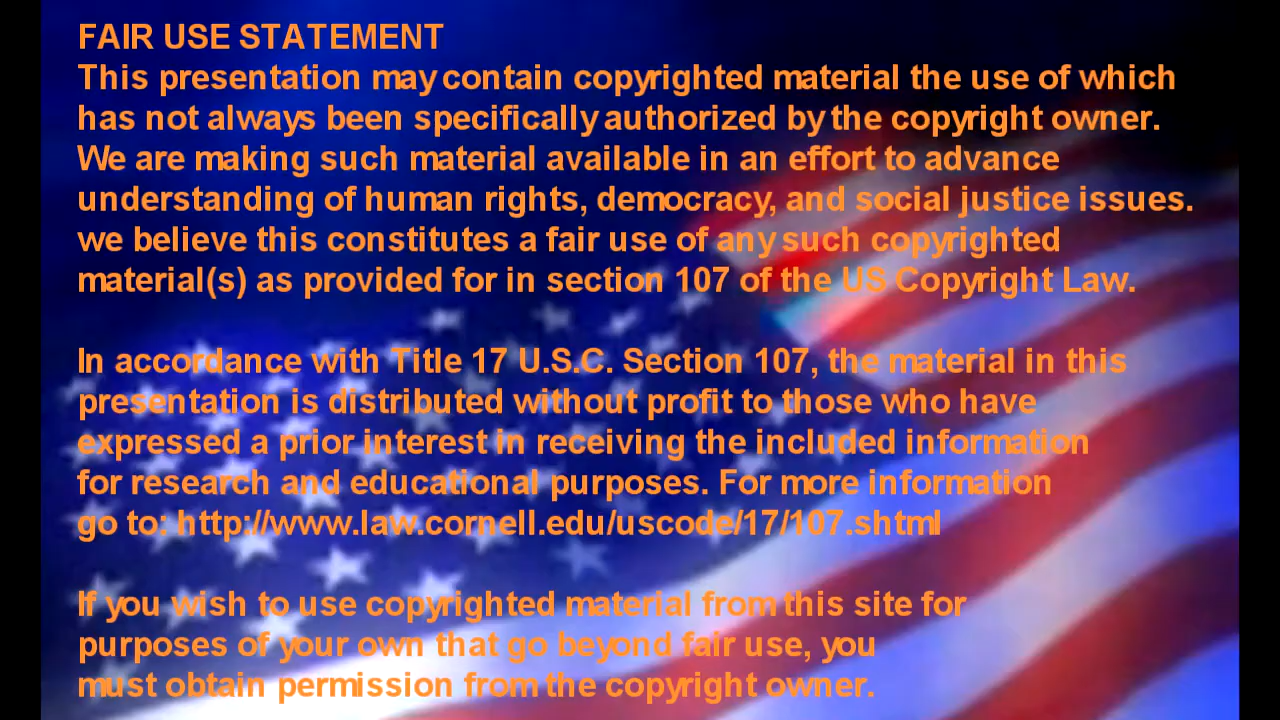 FAIR USE STATEMENT
This presentation may contain copyrighted material the use of which
has not always been specifically authorized by the copyright owner.
We are making such material available in an effort to advance
understanding of human rights, democracy, and social justice issues.
we believe this constitutes a fair use of any such copyrighted
material(s) as provided for in section 107 of the US Copyright Law.
In accordance with Title 17 U.S.C. Section 107, the material in this
presentation is distributed without profit to those who have
expressed a prior interest in receiving the included information
for research and educational purposes. For more information
go to: http://www.law.cornell.edu/uscode/17/107.shtml
If you wish to use copyrighted material from this site for
purposes of your own that go beyond fair use, you
must obtain permission from the copyright owner.